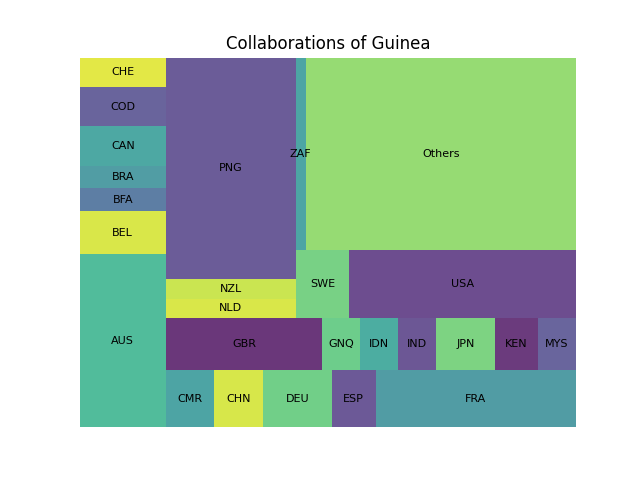 Collaborations of Guinea
CHE
COD
CAN
BRA
BFA
BEL
AUS
PNG
ZAF
Others
NZL
NLD
SWE
USA
GBR
GNQ
IDN
IND
JPN
KEN
MYS
CMR
CHN
DEU
ESP
FRA